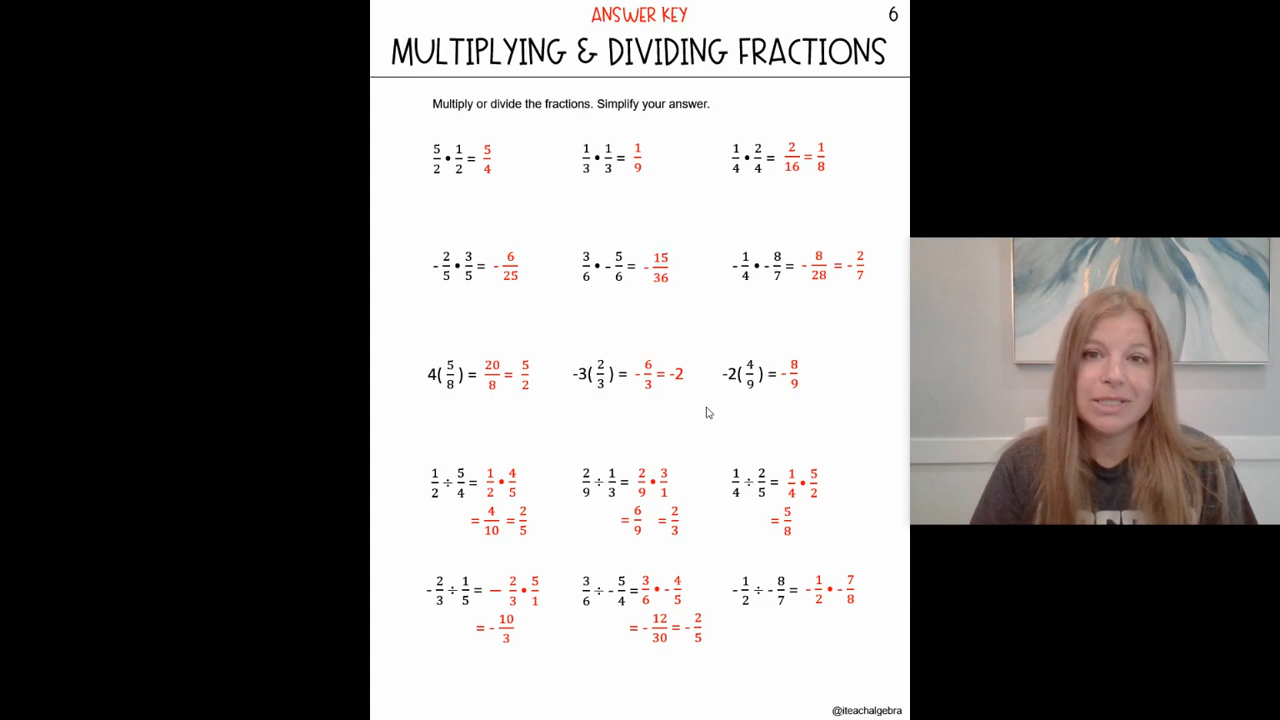 ANSWER KEY
6
MULTIPLYING & DIVIDING FRACTIONS
Multiply or divide the fractions. Simplify your answer.
5/2 • 1/2 = 5/4
1/3 • 1/3 = 1/9
1/4 • 2/4 = 2/16 = 1/8
- 2/5 • 3/5 = - 6/25
3/6 • - 5/6 = - 15/36
- 1/4 • - 8/7 = - 8/28 = - 2/7
4( 5/8 ) = 20/8 = 5/2
-3( 2/3 ) = - 6/3 = -2
-2( 4/9 ) = - 8/9
1/2 ÷ 5/4 = 1/2 • 4/5
= 4/10 = 2/5
2/9 ÷ 1/3 = 2/9 • 3/1
= 6/9 = 2/3
1/4 ÷ 2/5 = 1/4 • 5/2
= 5/8
- 2/3 ÷ 1/5 = - 2/3 • 5/1
= - 10/3
3/6 ÷ - 5/4 = 3/6 • - 4/5
= - 12/30 = - 2/5
- 1/2 ÷ - 8/7 = - 1/2 • - 7/8
@iteachalgebra